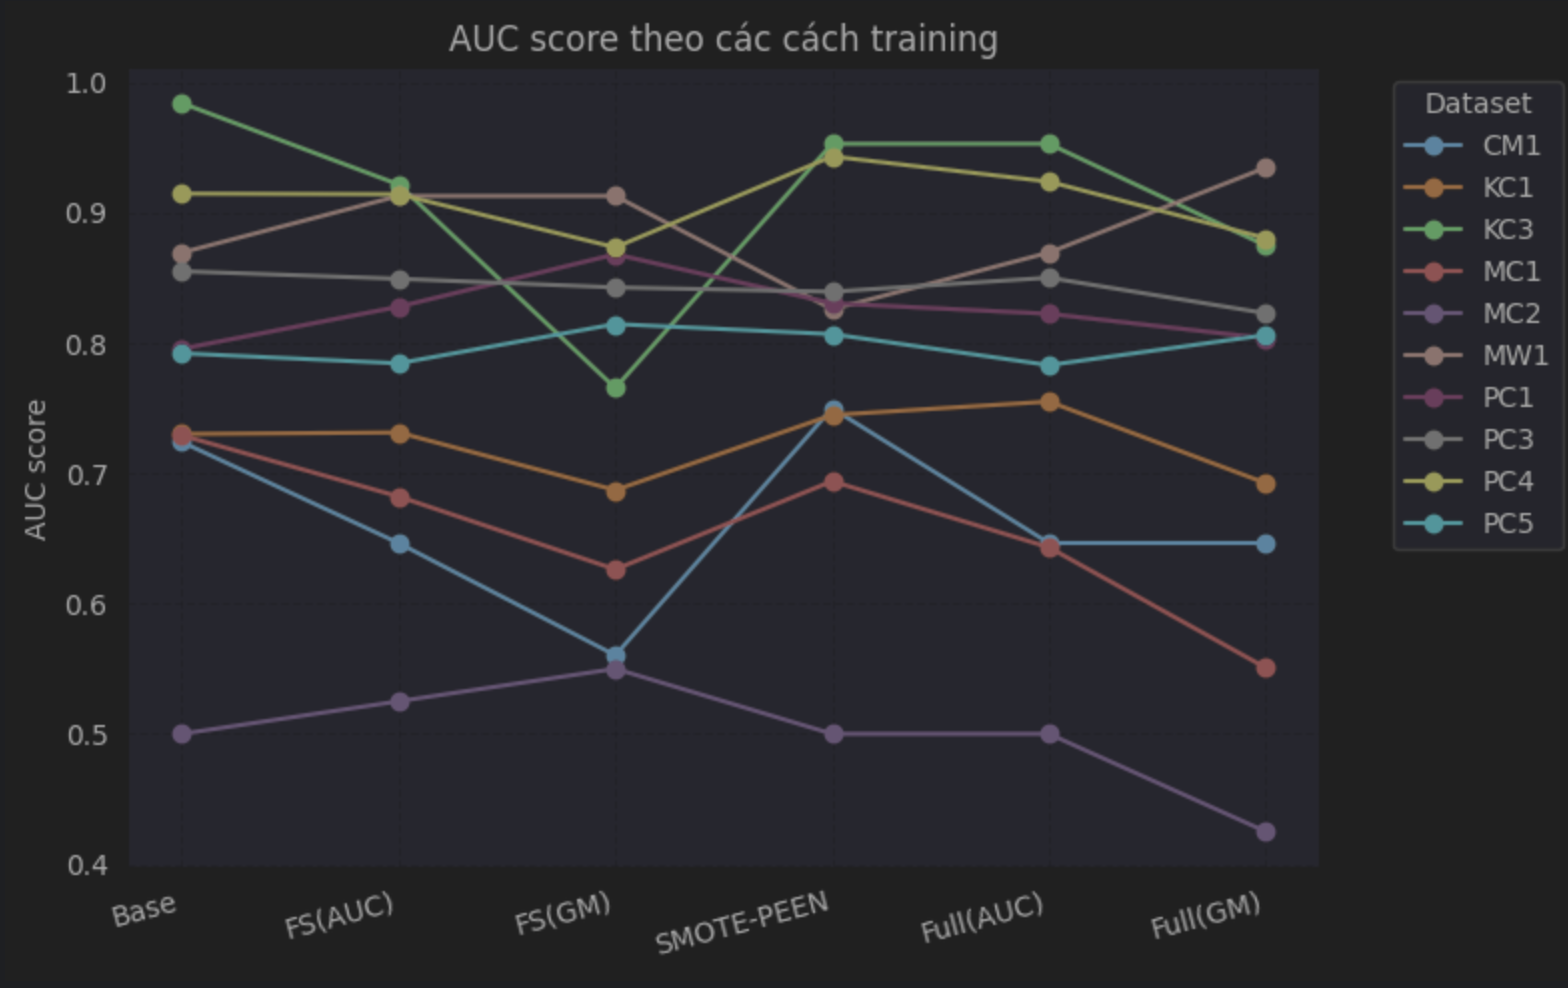 AUC score theo các cách training
AUC score
1.0
0.9
0.8
0.7
0.6
0.5
0.4
Base
FS(AUC)
FS(GM)
SMOTE-PEEN
Full(AUC)
Full(GM)
Dataset
CM1
KC1
KC3
MC1
MC2
MW1
PC1
PC3
PC4
PC5